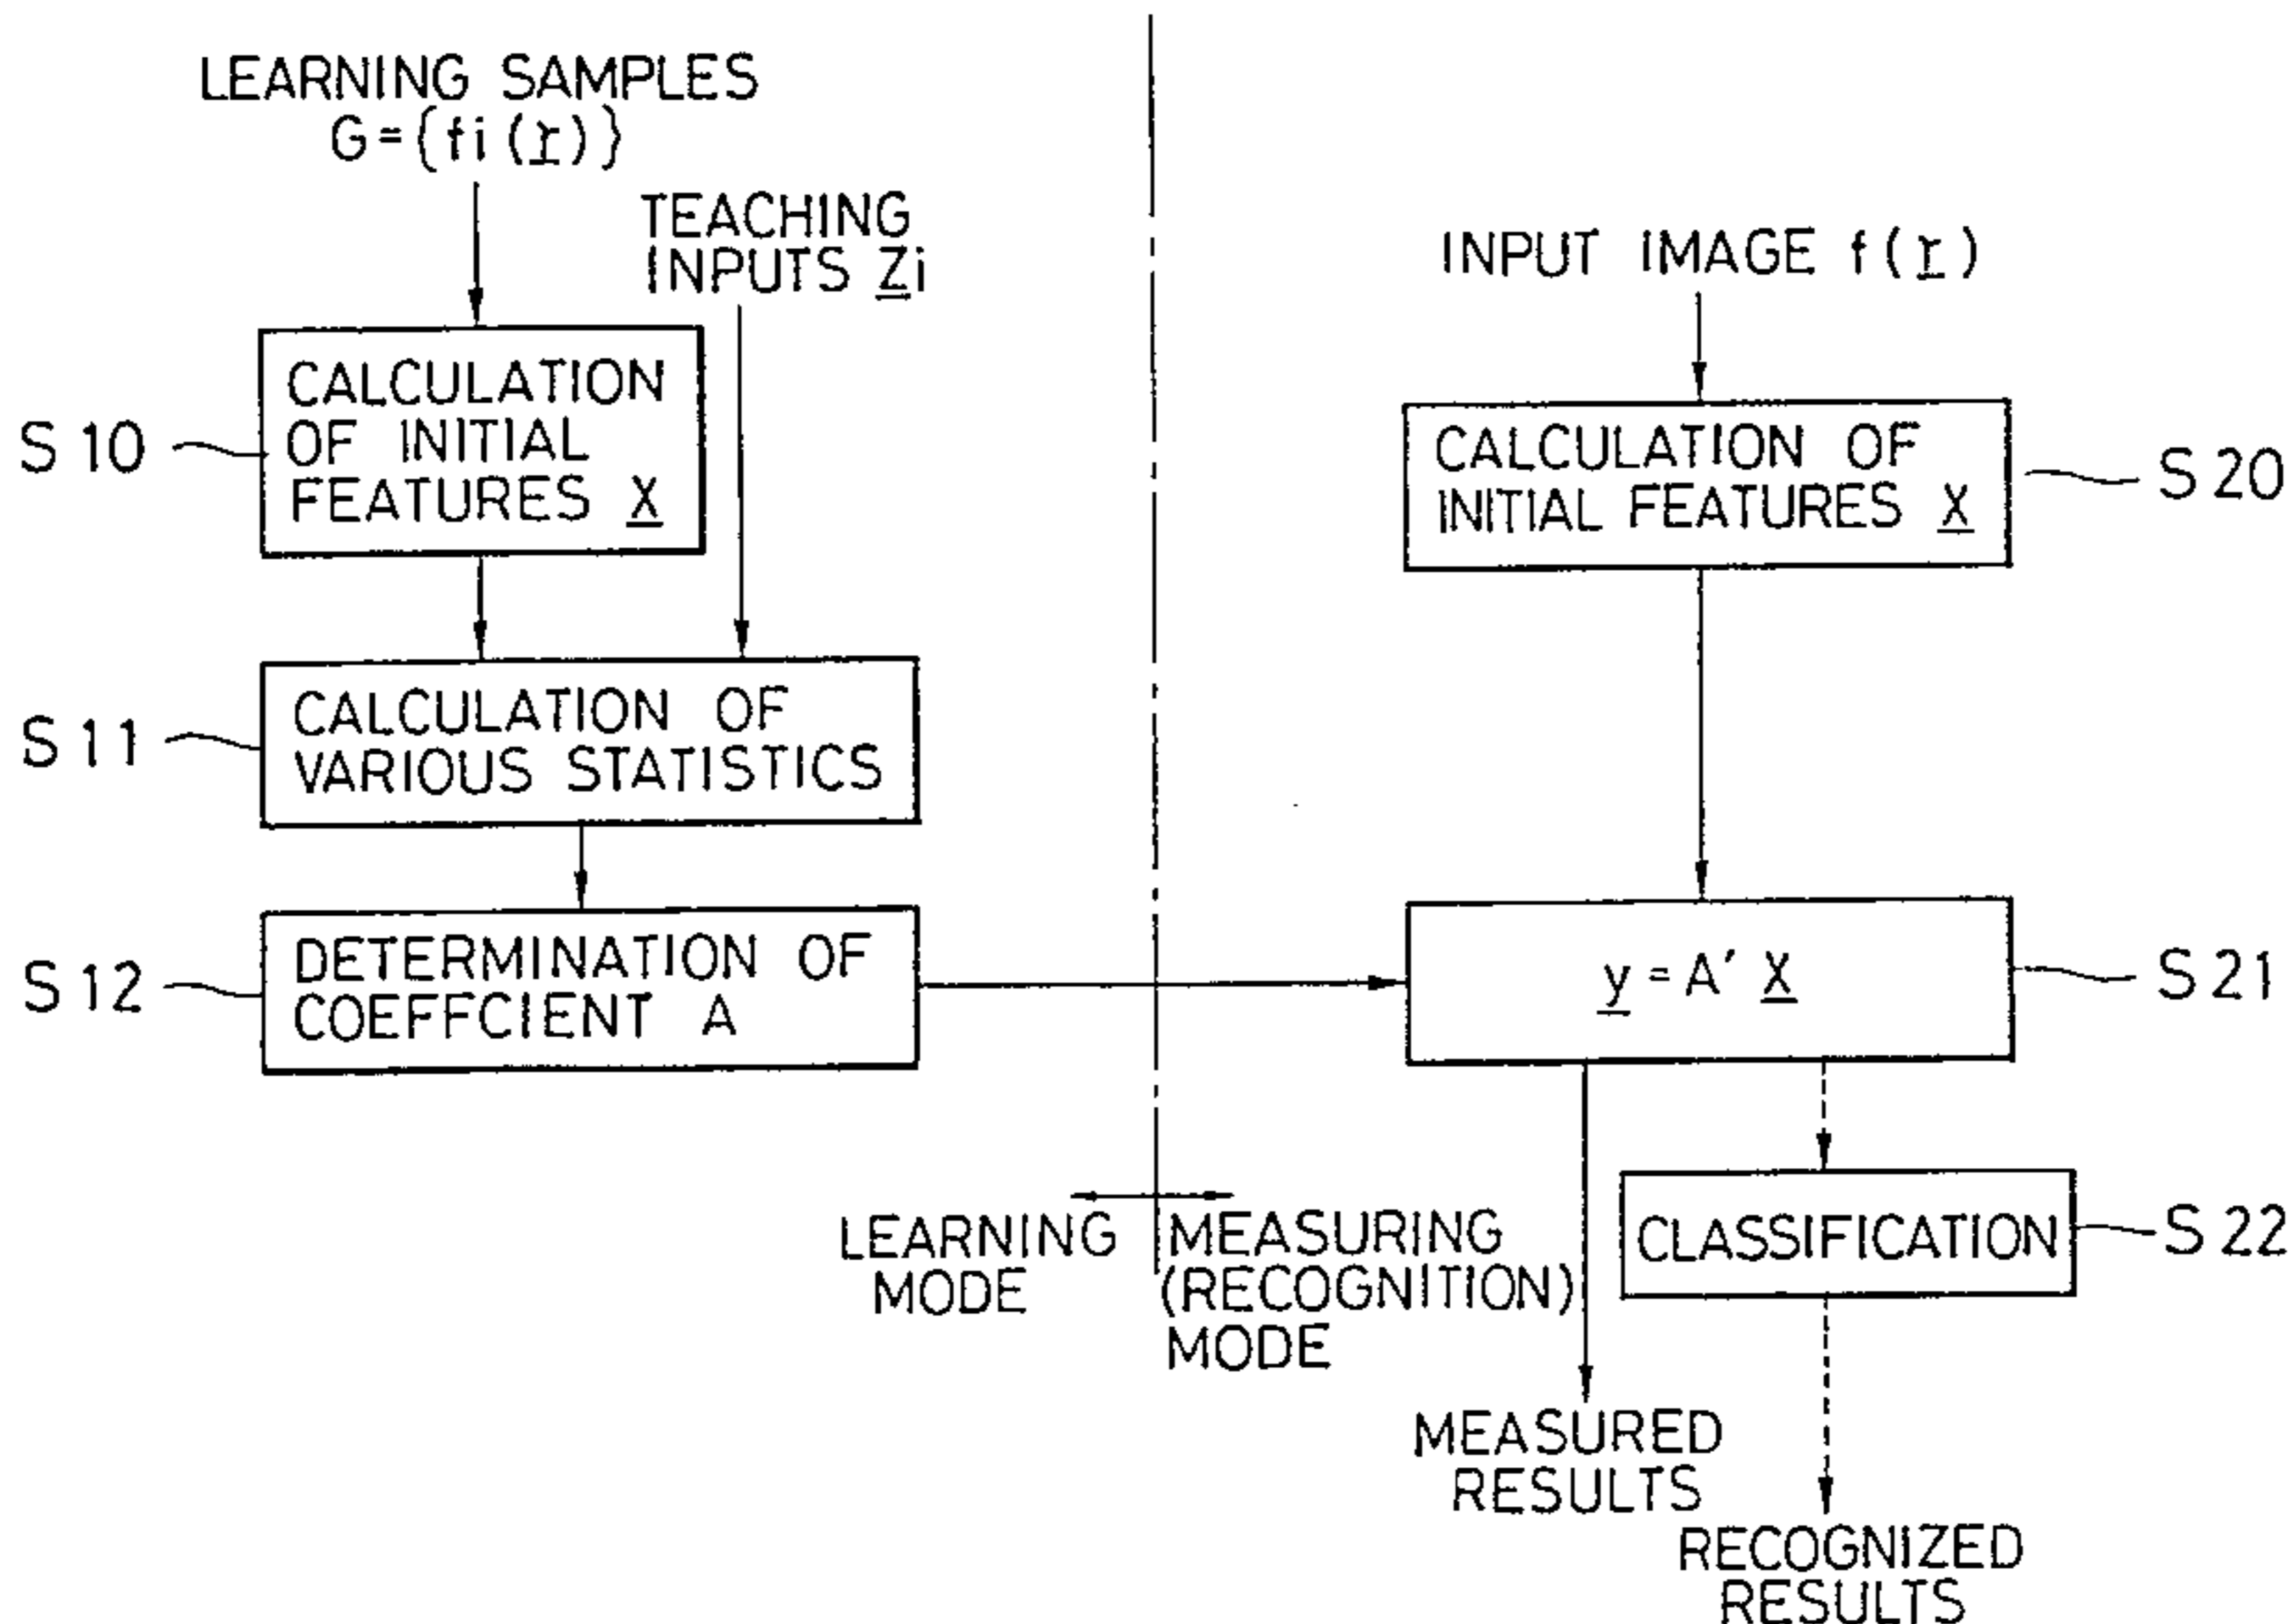 LEARNING SAMPLES
G={fi(r)}
TEACHING
INPUTS Zi
S10
CALCULATION
OF INITIAL
FEATURES X
S11
CALCULATION OF
VARIOUS STATISTICS
S12
DETERMINATION OF
COEFFCIENT A
LEARNING
MODE
MEASURING
(RECOGNITION)
MODE
INPUT IMAGE f(r)
CALCULATION OF
INITIAL FEATURES X
S20
y=A' X
S21
CLASSIFICATION
S22
MEASURED
RESULTS
RECOGNIZED
RESULTS